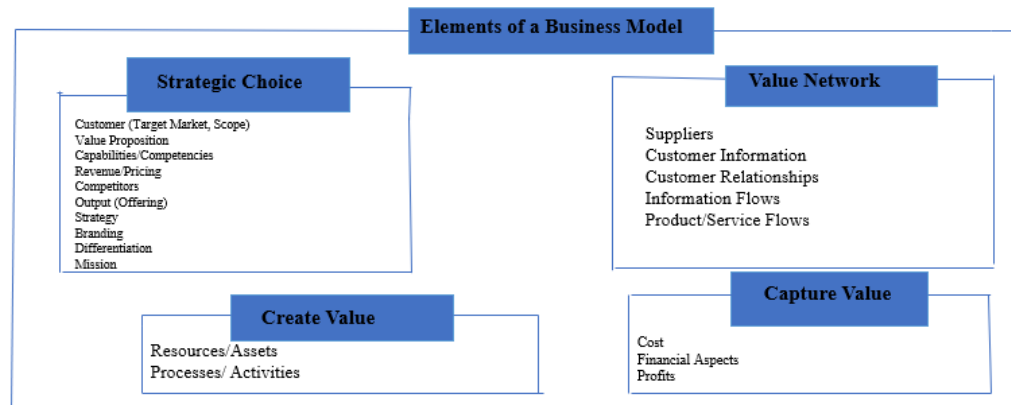 Elements of a Business Model
Strategic Choice
Customer (Target Market, Scope)
Value Proposition
Capabilities/Competencies
Revenue/Pricing
Competitors
Output (Offering)
Strategy
Branding
Differentiation
Mission
Value Network
Suppliers
Customer Information
Customer Relationships
Information Flows
Product/Service Flows
Create Value
Resources/Assets
Processes/ Activities
Capture Value
Cost
Financial Aspects
Profits